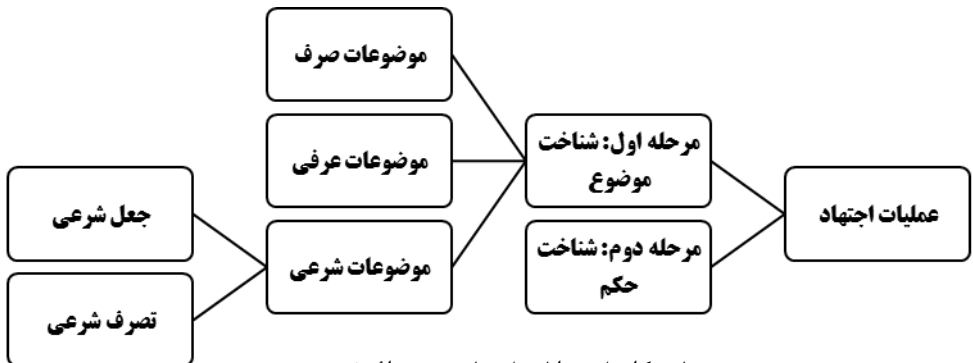 عملیات اجتهاد
مرحله اول: شناخت
موضوع
مرحله دوم: شناخت
حکم
موضوعات صرف
موضوعات عرفی
موضوعات شرعی
جعل شرعی
تصرف شرعی